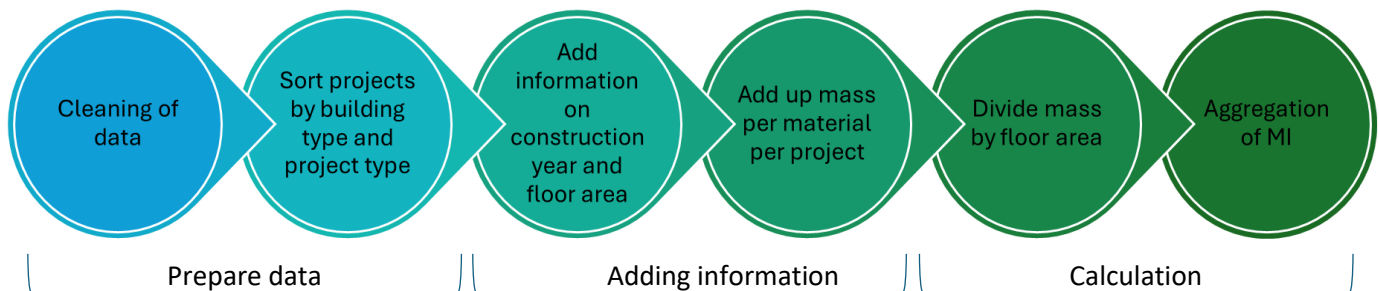 Cleaning of
data
Sort projects
by building
type and
project type
Add
information
on
construction
year and
floor area
Add up mass
per material
per project
Divide mass
by floor area
Aggregation
of MI
Prepare data
Adding information
Calculation